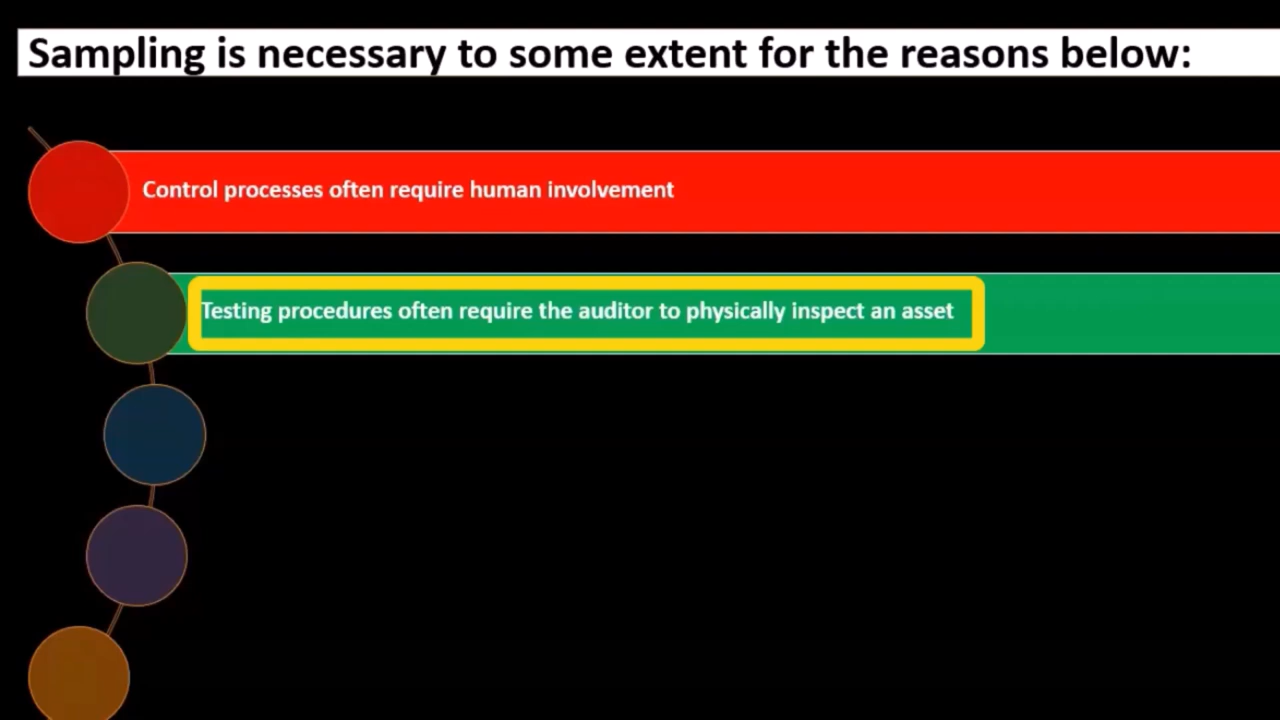 Sampling is necessary to some extent for the reasons below:
Control processes often require human involvement
Testing procedures often require the auditor to physically inspect an asset